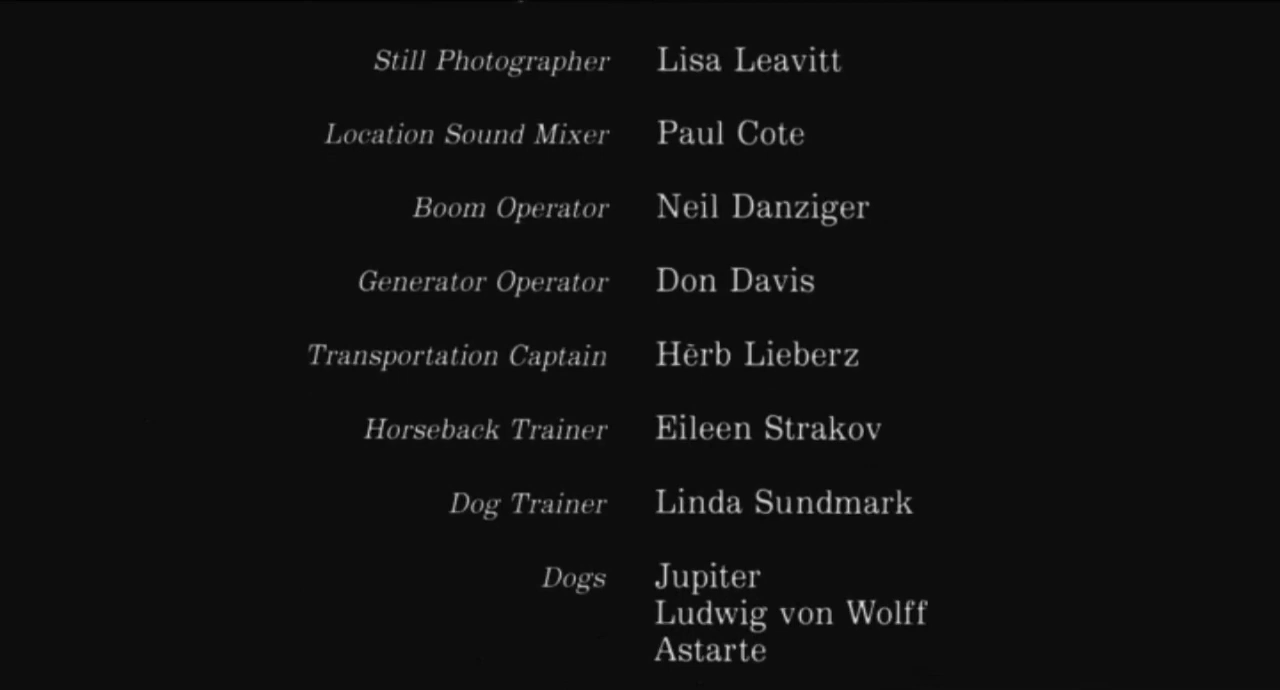 Still Photographer Lisa Leavitt
Location Sound Mixer Paul Cote
Boom Operator Neil Danziger
Generator Operator Don Davis
Transportation Captain Hērb Lieberz
Horseback Trainer Eileen Strakov
Dog Trainer Linda Sundmark
Dogs Jupiter
Ludwig von Wolff
Astarte